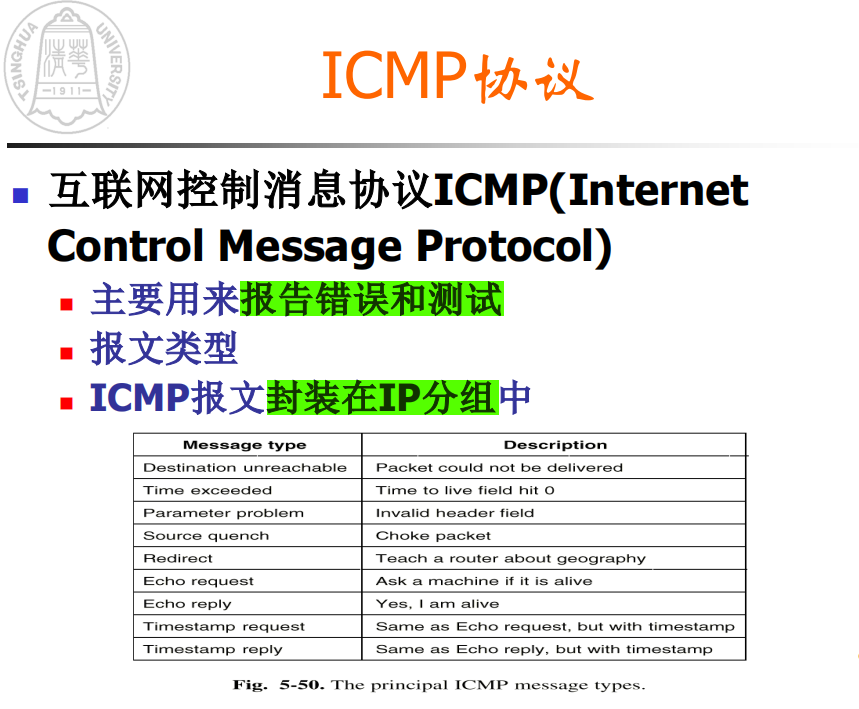 TSINGHUA UNIVERSITY
清华
1911
ICMP协议
互联网控制消息协议ICMP(Internet
Control Message Protocol)
主要用来报告错误和测试
报文类型
ICMP报文封装在IP分组中
Message type Description
Destination unreachable Packet could not be delivered
Time exceeded Time to live field hit 0
Parameter problem Invalid header field
Source quench Choke packet
Redirect Teach a router about geography
Echo request Ask a machine if it is alive
Echo reply Yes, I am alive
Timestamp request Same as Echo request, but with timestamp
Timestamp reply Same as Echo reply, but with timestamp
Fig. 5-50. The principal ICMP message types.